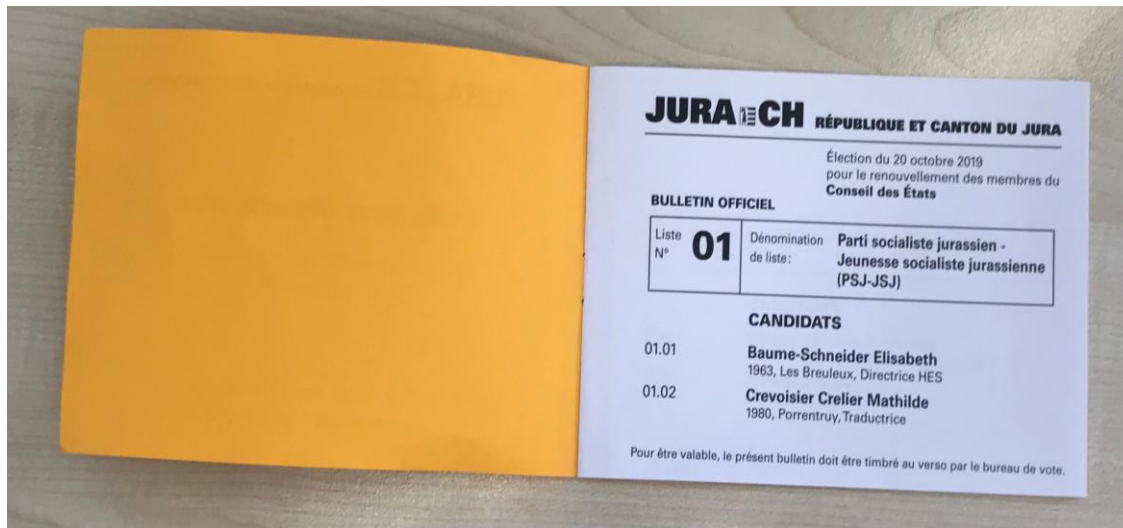 JURA CH RÉPUBLIQUE ET CANTON DU JURA
Élection du 20 octobre 2019
pour le renouvellement des membres du
Conseil des États
BULLETIN OFFICIEL
Liste
N°
01
Dénomination
de liste:
Parti socialiste jurassien -
Jeunesse socialiste jurassienne
(PSJ-JSJ)
CANDIDATS
01.01
Baume-Schneider Elisabeth
1963, Les Breuleux, Directrice HES
01.02
Crevoisier Crelier Mathilde
1980, Porrentruy, Traductrice
Pour être valable, le présent bulletin doit être timbré au verso par le bureau de vote.